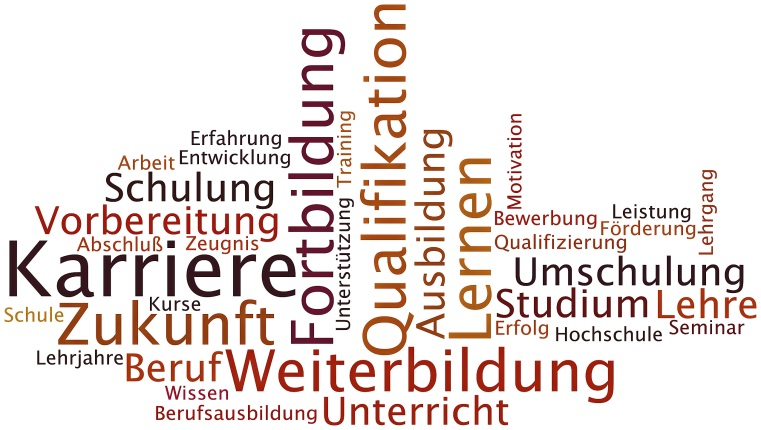 Erfahrung
Arbeit
Entwicklung
Schulung
Vorbereitung
Abschluß
Zeugnis
Karriere
Schule
Zukunft
Kurse
Lehrjahre
Beruf
Wissen
Berufsausbildung
Weiterbildung
Unterricht
Fortbildung
Training
Unterstützung
Qualifikation
Ausbildung
Lernen
Motivation
Bewerbung
Leistung
Förderung
Lehrgang
Qualifizierung
Umschulung
Studium
Lehre
Erfolg
Hochschule
Seminar